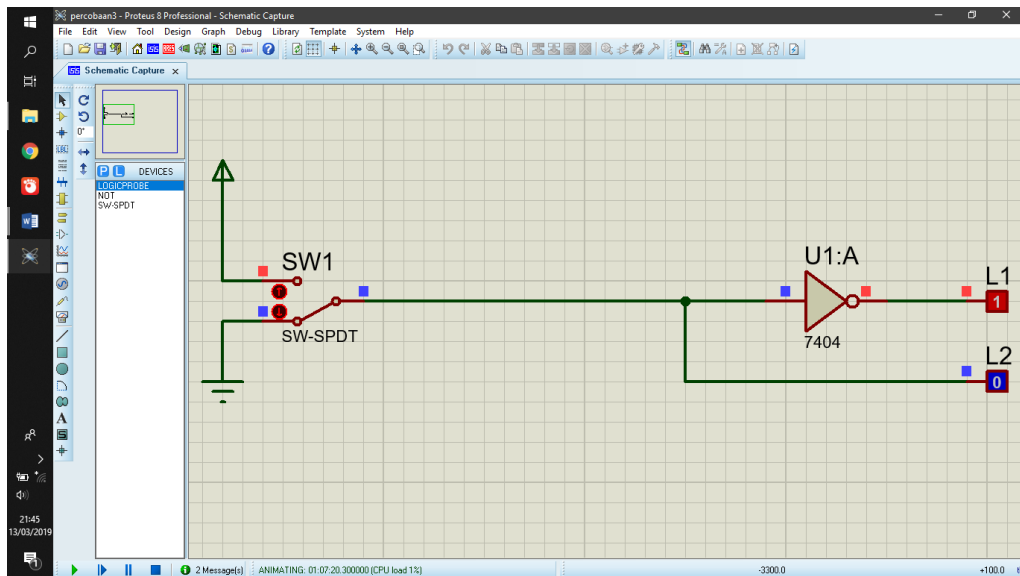 percobaan3 - Proteus 8 Professional - Schematic Capture
File Edit View Tool Design Graph Debug Library Template System Help
Schematic Capture x
0°
P L DEVICES
LOGICPROBE
NOT
SW-SPDT
SW1
SW-SPDT
U1:A
7404
L1
1
L2
0
21:45
13/03/2019
2 Message(s) ANIMATING: 01:07:20.300000 (CPU load 1%) -3300.0 +100.0